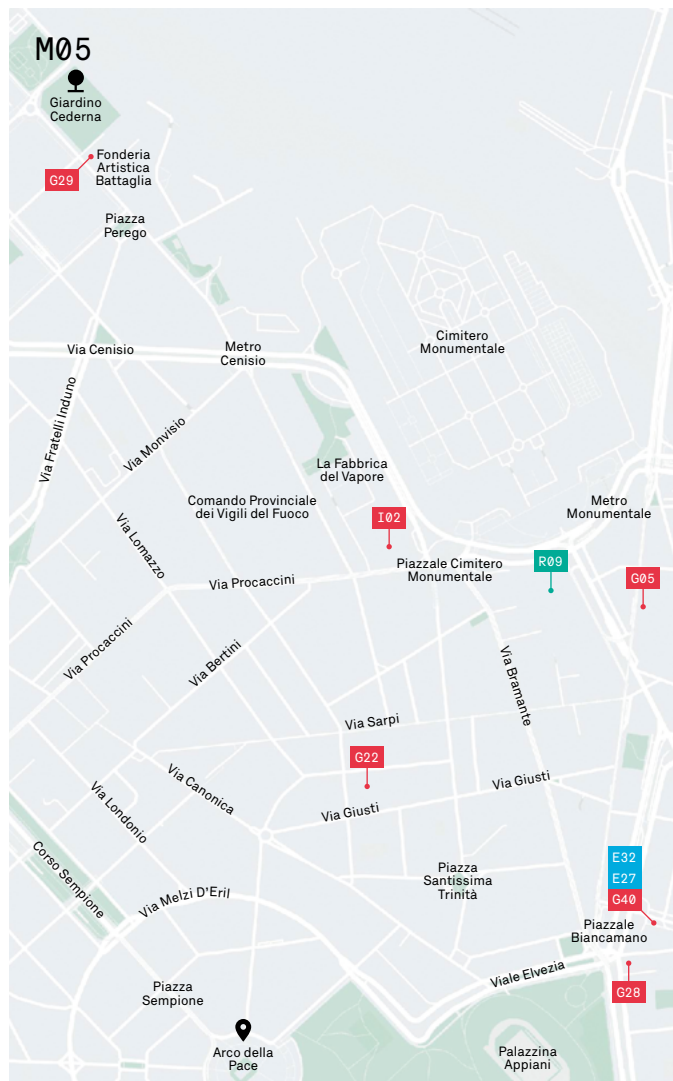 M05
Giardino
Cederna
Fonderia
Artistica
Battaglia
G29
Piazza
Perego
Via Cenisio
Metro
Cenisio
Cimitero
Monumentale
Via Fratelli Induno
Via Monvisio
La Fabbrica
del Vapore
Comando Provinciale
dei Vigili del Fuoco
Metro
Monumentale
I02
Via Lomazzo
Piazzale Cimitero
Monumentale
R09
G05
Via Procaccini
Via Procaccini
Via Bertini
Via Bramante
Via Sarpi
G22
Via Canonica
Via Giusti
Via Giusti
Via Londonio
Corso Sempione
Via Melzi D'Eril
Piazza
Santissima
Trinità
E32
E27
G40
Piazzale
Biancamano
Viale Elvezia
G28
Piazza
Sempione
Arco della
Pace
Palazzina
Appiani